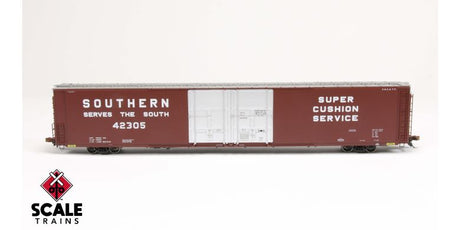 SOUTHERN
SERVES THE SOUTH
42305
SUPER
CUSHION
SERVICE
SCALE
TRAINS